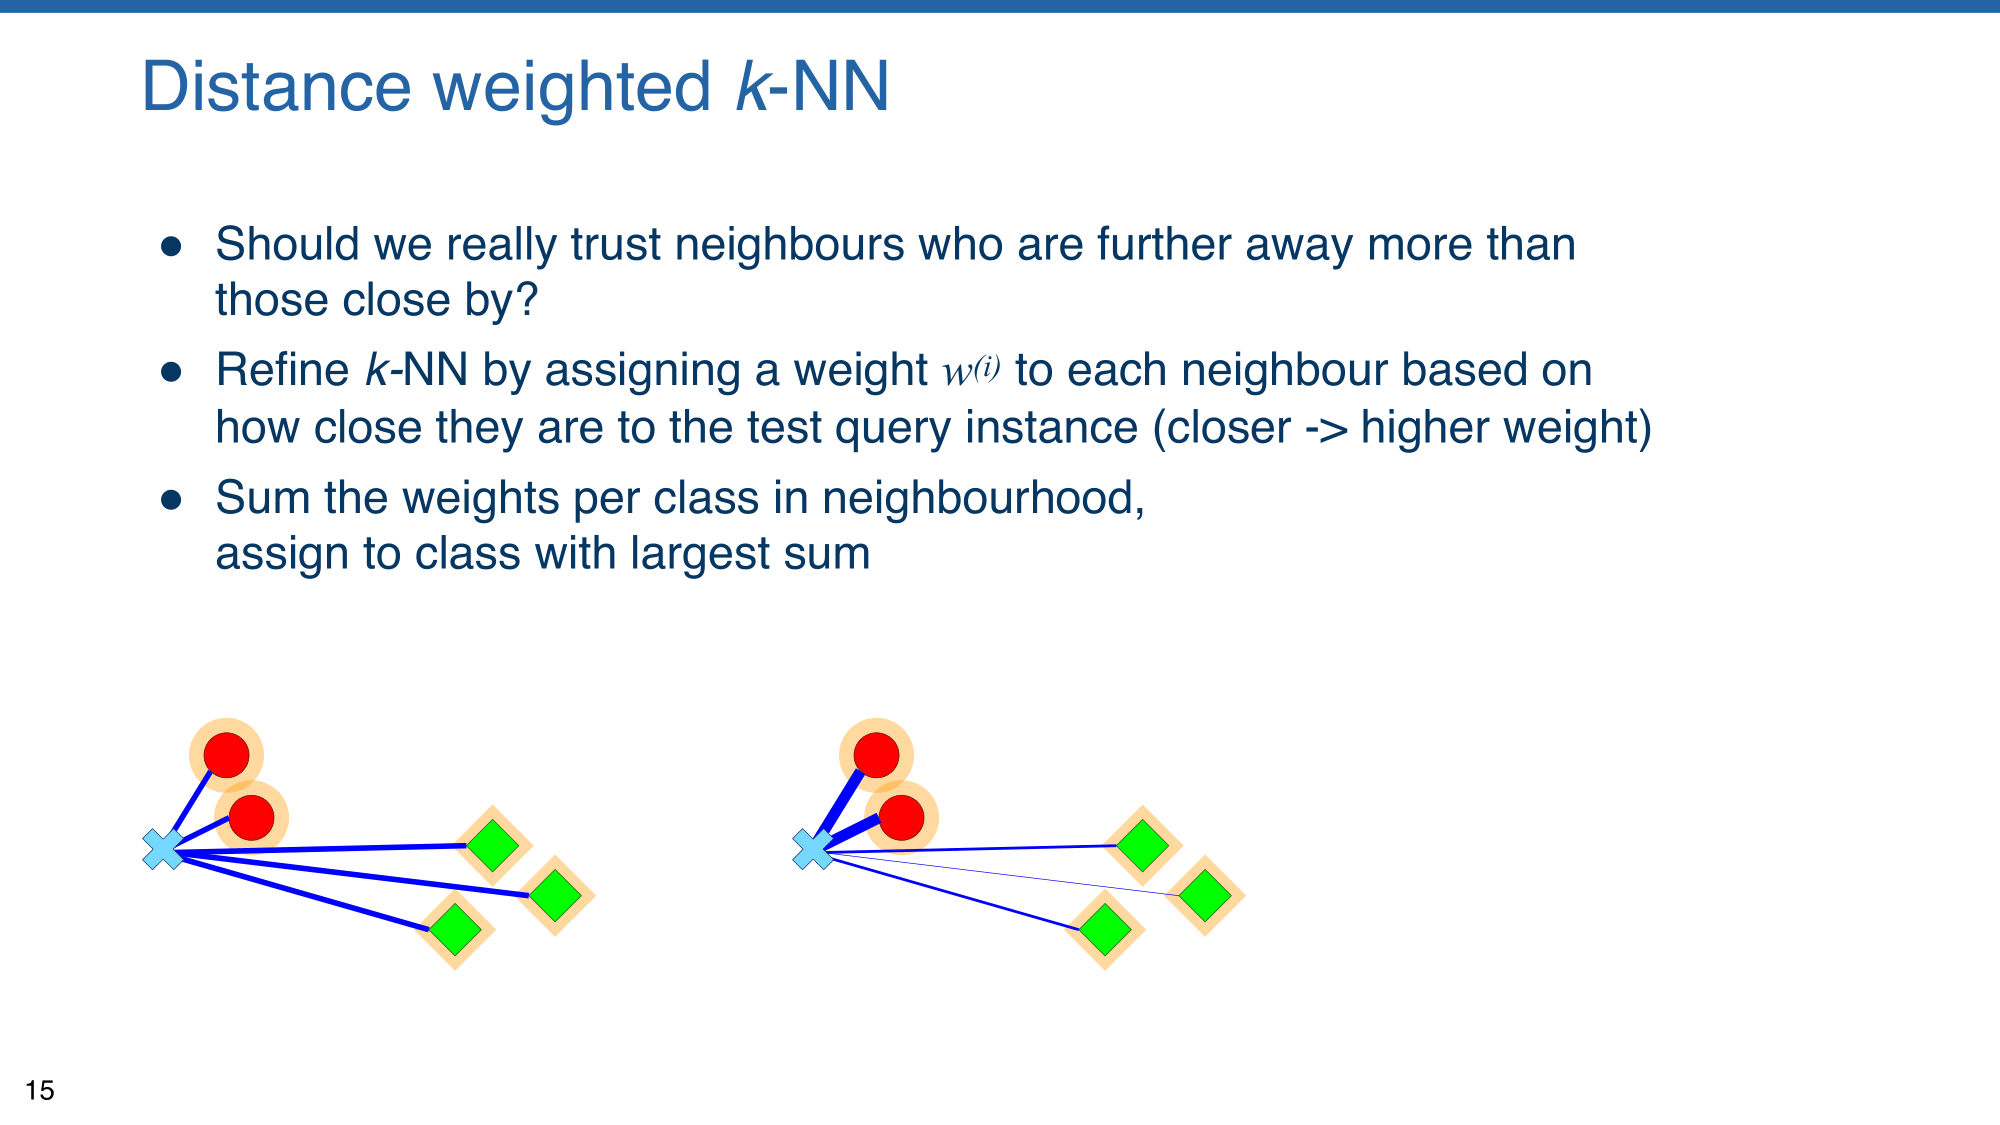 Distance weighted k-NN
● Should we really trust neighbours who are further away more than
those close by?
● Refine k-NN by assigning a weight w(i) to each neighbour based on
how close they are to the test query instance (closer -> higher weight)
● Sum the weights per class in neighbourhood,
assign to class with largest sum
15